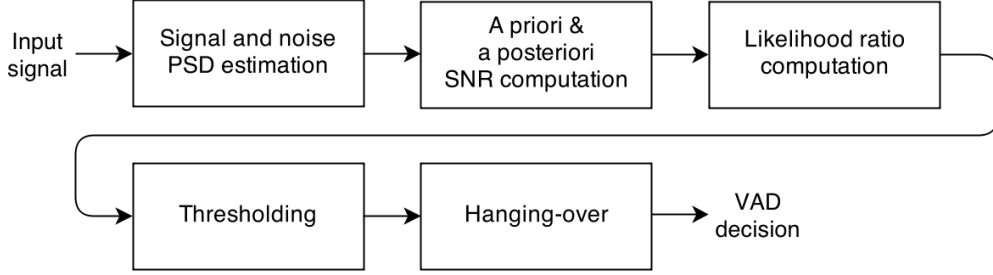 Input
signal
Signal and noise
PSD estimation
A priori &
a posteriori
SNR computation
Likelihood ratio
computation
Thresholding
Hanging-over
VAD
decision